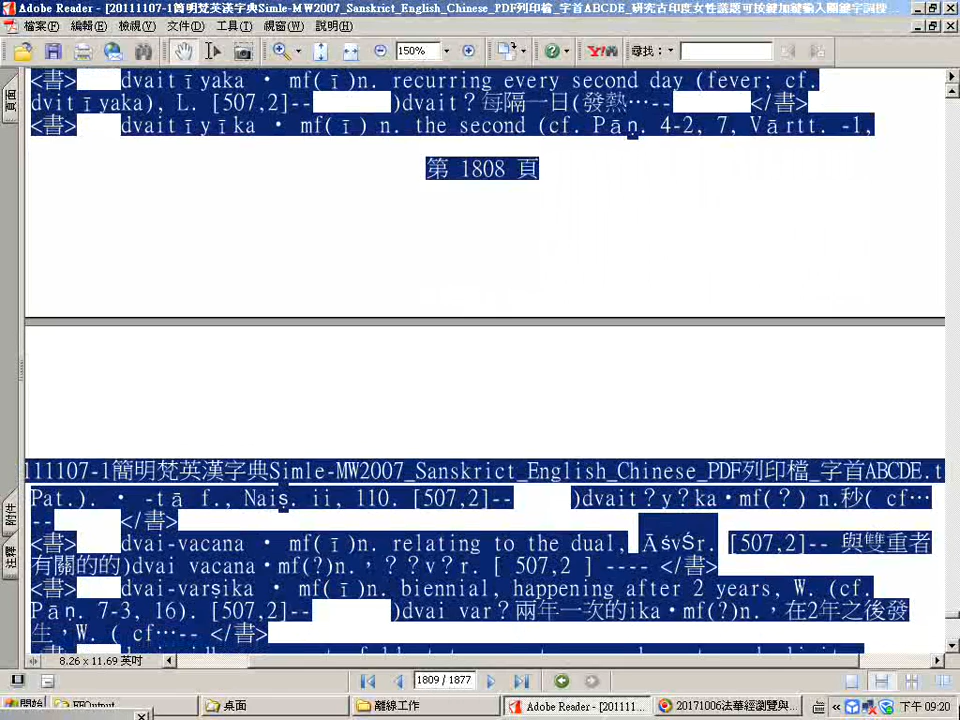 Adobe Reader - [20111107-1簡明梵英漢字典Simle-MW2007_Sanskrict_English_Chinese_PDF列印檔_字首ABCDE_研究古印度女性議題可按鍵加鍵輸入關鍵字詞搜
檔案(F) 編輯(E) 檢視(V) 文件(D) 工具(T) 視窗(W) 說明(H)
150% Y! 尋找:
頁面
<書> dvaitīyaka • mf(ī)n. recurring every second day (fever; cf.
dvitīyaka), L. [507,2]-- )dvait？每隔一日(發熱…-- </書>
<書> dvaitīyīka • mf(ī) n. the second (cf. Pāṇ. 4-2, 7, Vārtt. -1,
第 1808 頁
111107-1簡明梵英漢字典Simle-MW2007_Sanskrict_English_Chinese_PDF列印檔_字首ABCDE.t
Pat.). • -tā f., Naiṣ. ii, 110. [507,2]-- )dvait？y？ka•mf(？) n.秒( cf…
-- </書>
<書> dvai-vacana • mf(ī)n. relating to the dual, ĀśvŚr. [507,2]-- 與雙重者
有關的的)dvai vacana•mf(?)n.，？？v？r. [ 507,2 ] ---- </書>
<書> dvai-varṣika • mf(ī)n. biennial, happening after 2 years, W. (cf.
Pāṇ. 7-3, 16). [507,2]-- )dvai var？兩年一次的ika•mf(?)n.，在2年之後發
生，W. ( cf…-- </書>
附件
注釋
8.26 x 11.69 英吋
1809 / 1877
開始 FFOutput 桌面 離線工作 Adobe Reader - [2011... 20171006法華經瀏覽與... 下午 09:20